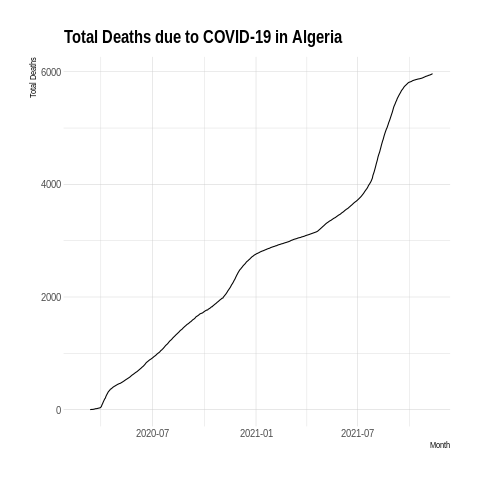 Total Deaths due to COVID-19 in Algeria
Total Deaths
6000
4000
2000
0
2020-07 2021-01 2021-07
Month